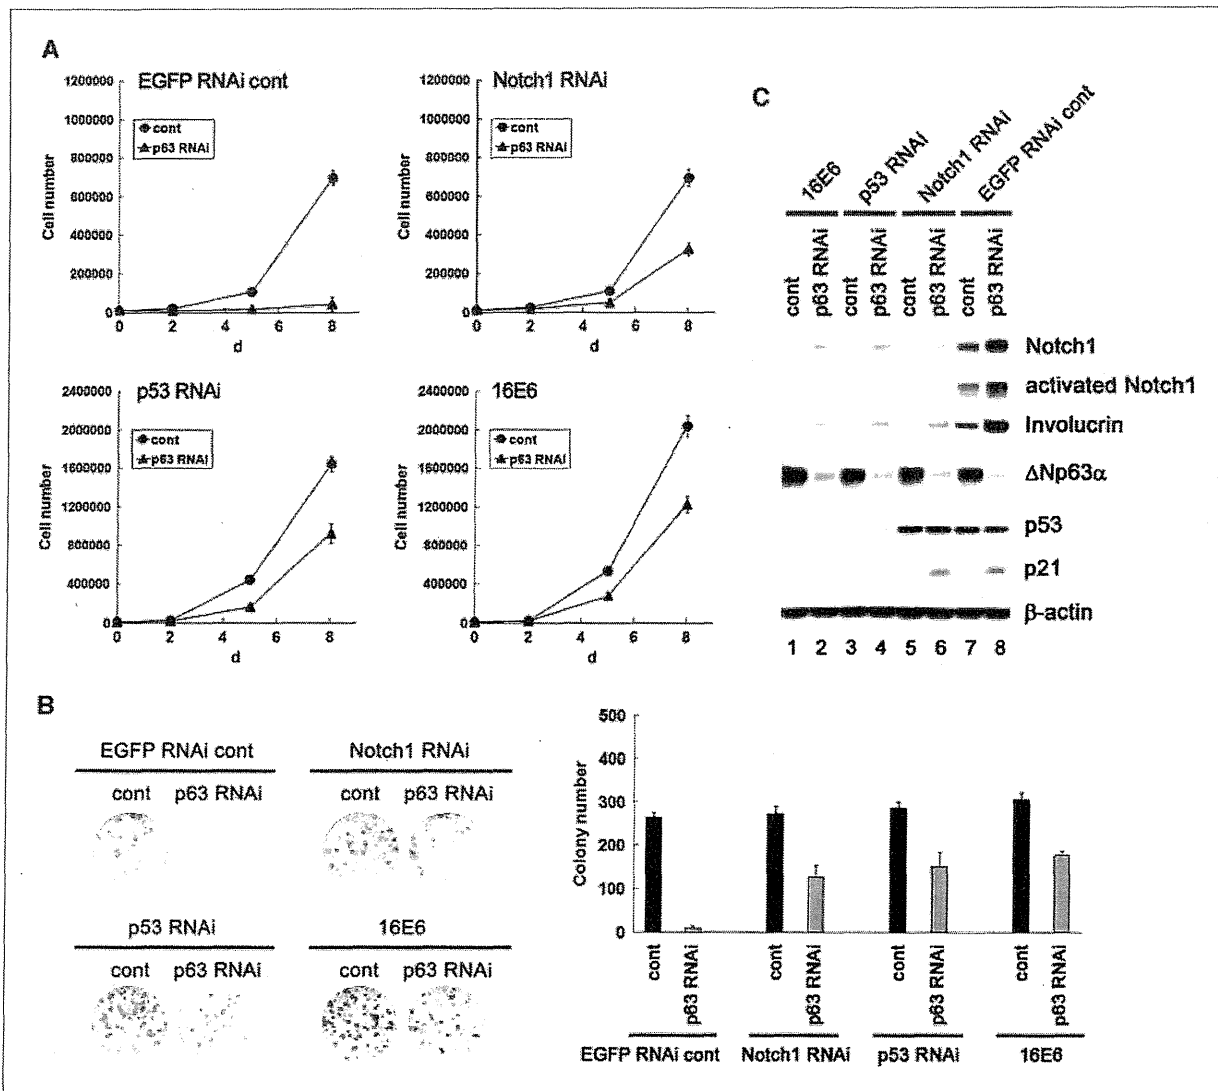 A
EGFP RNAi cont
1200000
1000000
800000
600000
400000
200000
0
Cell number
cont
p63 RNAi
0 2 4 6 8
d
Notch1 RNAi
1200000
1000000
800000
600000
400000
200000
0
Cell number
cont
p63 RNAi
0 2 4 6 8
d
p53 RNAi
2400000
2000000
1600000
1200000
800000
400000
0
Cell number
cont
p63 RNAi
0 2 4 6 8
d
16E6
2400000
2000000
1600000
1200000
800000
400000
0
Cell number
cont
p63 RNAi
0 2 4 6 8
d
C
16E6 p53 RNAi Notch1 RNAi EGFP RNAi cont
cont p63 RNAi cont p63 RNAi cont p63 RNAi cont p63 RNAi
Notch1
activated Notch1
Involucrin
ΔNp63α
p53
p21
β-actin
1 2 3 4 5 6 7 8
B
EGFP RNAi cont
cont p63 RNAi
Notch1 RNAi
cont p63 RNAi
p53 RNAi
cont p63 RNAi
16E6
cont p63 RNAi
500
400
300
200
100
0
Colony number
cont p63 RNAi cont p63 RNAi cont p63 RNAi cont p63 RNAi
EGFP RNAi cont Notch1 RNAi p53 RNAi 16E6